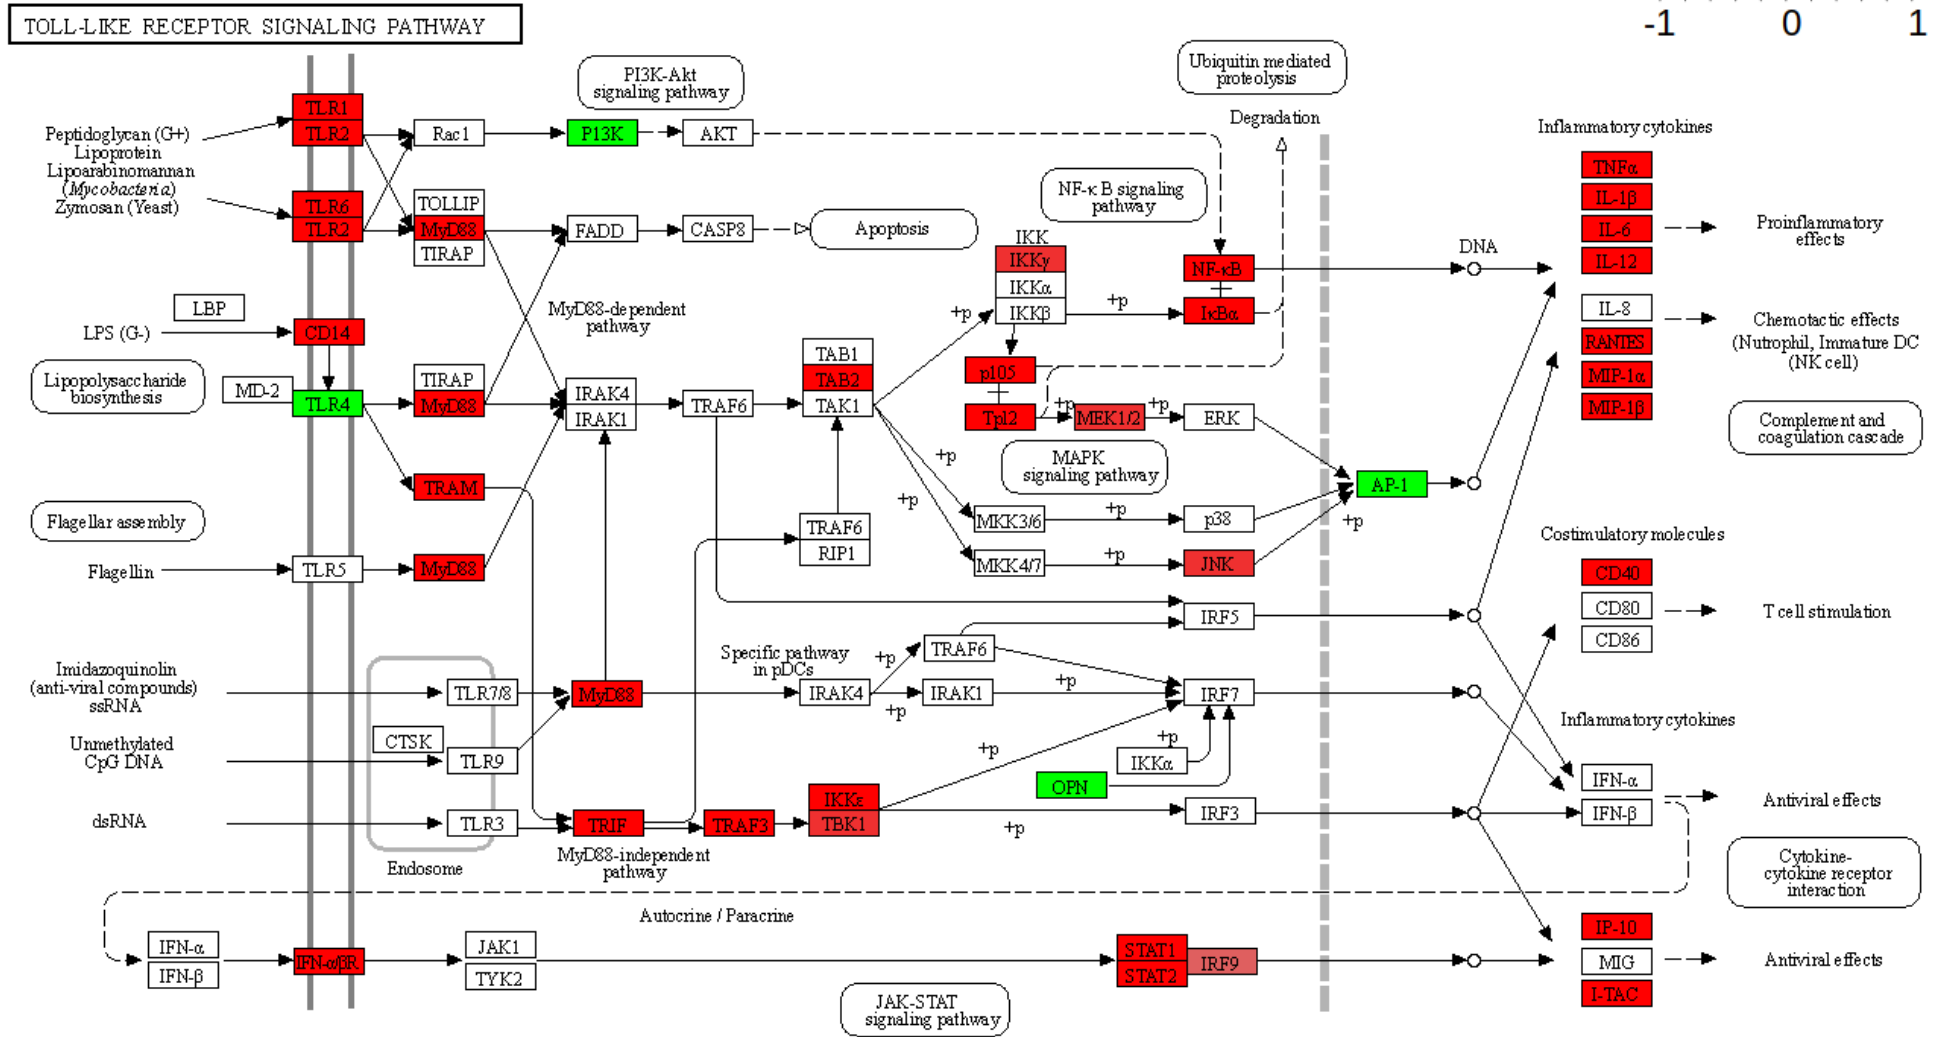 TOLL-LIKE RECEPTOR SIGNALING PATHWAY
-1 0 1
PI3K-Akt
signaling pathway
Ubiquitin mediated
proteolysis
Degradation
Inflammatory cytokines
TLR1
TLR2
Rac1
P13K
AKT
Peptidoglycan (G+)
Lipoprotein
Lipoarabinomannan
(Mycobacteria)
Zymosan (Yeast)
TLR6
TLR2
TOLLIP
MyD88
TIRAP
FADD
CASP8
Apoptosis
NF-κ B signaling
pathway
IKK
IKKγ
IKKα
IKKβ
NF-κB
IκBα
+p
+p
DNA
TNFα
IL-1β
IL-6
IL-12
Proinflammatory
effects
IL-8
RANTES
MIP-1α
MIP-1β
Chemotactic effects
(Nutrophil, Immature DC
(NK cell)
LBP
LPS (G-)
CD14
MyD88-dependent
pathway
Lipopolysaccharide
biosynthesis
MD-2
TLR4
TIRAP
MyD88
IRAK4
IRAK1
TRAF6
TAB1
TAB2
TAK1
p105
Tpl2
+p
MEK1/2
+p
ERK
Complement and
coagulation cascade
MAPK
signaling pathway
TRAM
+p
+p
AP-1
+p
Flagellar assembly
TRAF6
RIP1
MKK3/6
+p
p38
MKK4/7
+p
JNK
Flagellin
TLR5
MyD88
Costimulatory molecules
CD40
CD80
CD86
T cell stimulation
IRF5
TRAF6
Specific pathway
in pDCs
+p
Imidazoquinolin
(anti-viral compounds)
ssRNA
TLR7/8
MyD88
IRAK4
+p
IRAK1
+p
IRF7
Inflammatory cytokines
Unmethylated
CpG DNA
CTSK
TLR9
+p
+p
IKKα
OPN
IFN-α
IFN-β
Antiviral effects
dsRNA
TLR3
TRIF
TRAF3
IKKε
TBK1
+p
IRF3
Endosome
MyD88-independent
pathway
Cytokine-
cytokine receptor
interaction
Autocrine / Paracrine
IFN-α
IFN-β
IFN-α/βR
JAK1
TYK2
STAT1
STAT2
IRF9
IP-10
MIG
I-TAC
Antiviral effects
JAK-STAT
signaling pathway